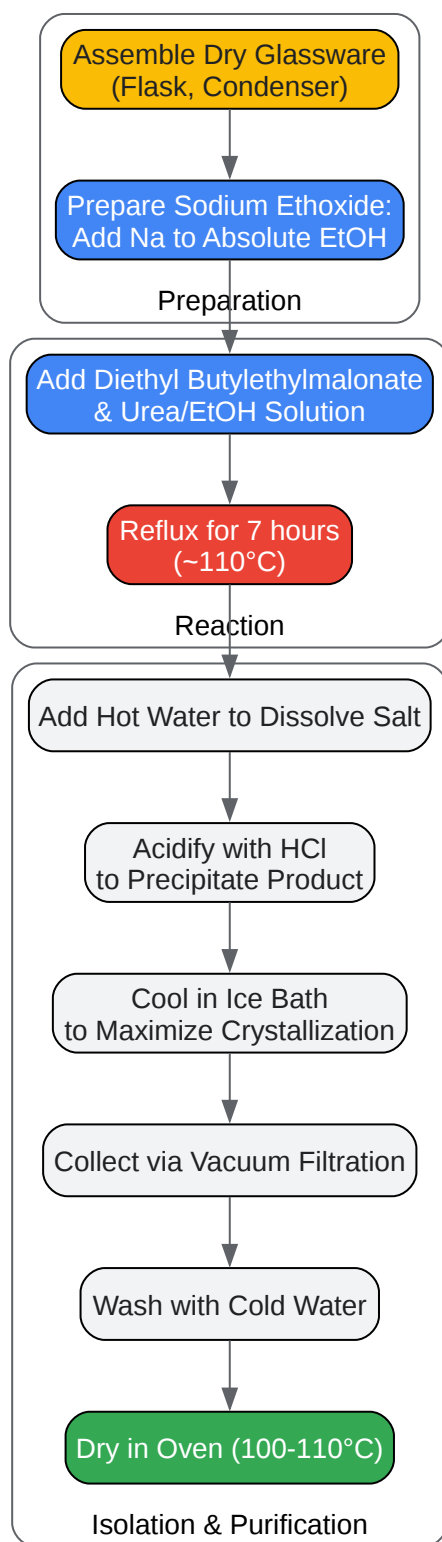 Assemble Dry Glassware
(Flask, Condenser)
Prepare Sodium Ethoxide:
Add Na to Absolute EtOH
Preparation
Add Diethyl Butylethylmalonate
& Urea/EtOH Solution
Reflux for 7 hours
(~110°C)
Reaction
Add Hot Water to Dissolve Salt
Acidify with HCl
to Precipitate Product
Cool in Ice Bath
to Maximize Crystallization
Collect via Vacuum Filtration
Wash with Cold Water
Dry in Oven (100-110°C)
Isolation & Purification